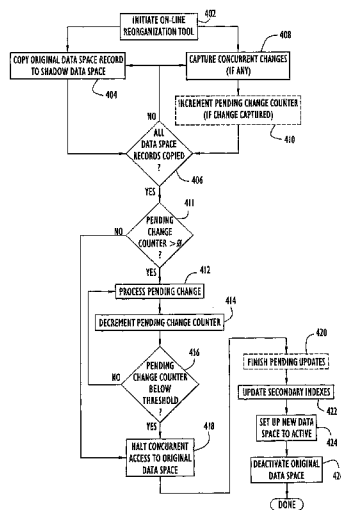 INITIATE ON-LINE
REORGANIZATION TOOL
402
COPY ORIGINAL DATA SPACE RECORD
TO SHADOW DATA SPACE
404
CAPTURE CONCURRENT CHANGES
(IF ANY)
408
INCREMENT PENDING CHANGE COUNTER
(IF CHANGE CAPTURED)
410
NO
ALL
DATA SPACE
RECORDS COPIED
?
406
YES
411
NO
PENDING
CHANGE
COUNTER > Ø
?
YES
412
PROCESS PENDING CHANGE
414
DECREMENT PENDING CHANGE COUNTER
416
NO
PENDING
CHANGE COUNTER
BELOW
THRESHOLD
?
YES
418
HALT CONCURRENT
ACCESS TO ORIGINAL
DATA SPACE
420
FINISH PENDING UPDATES
UPDATE SECONDARY INDEXES
422
SET UP NEW DATA
SPACE TO ACTIVE
424
DEACTIVATE ORIGINAL
DATA SPACE
DONE